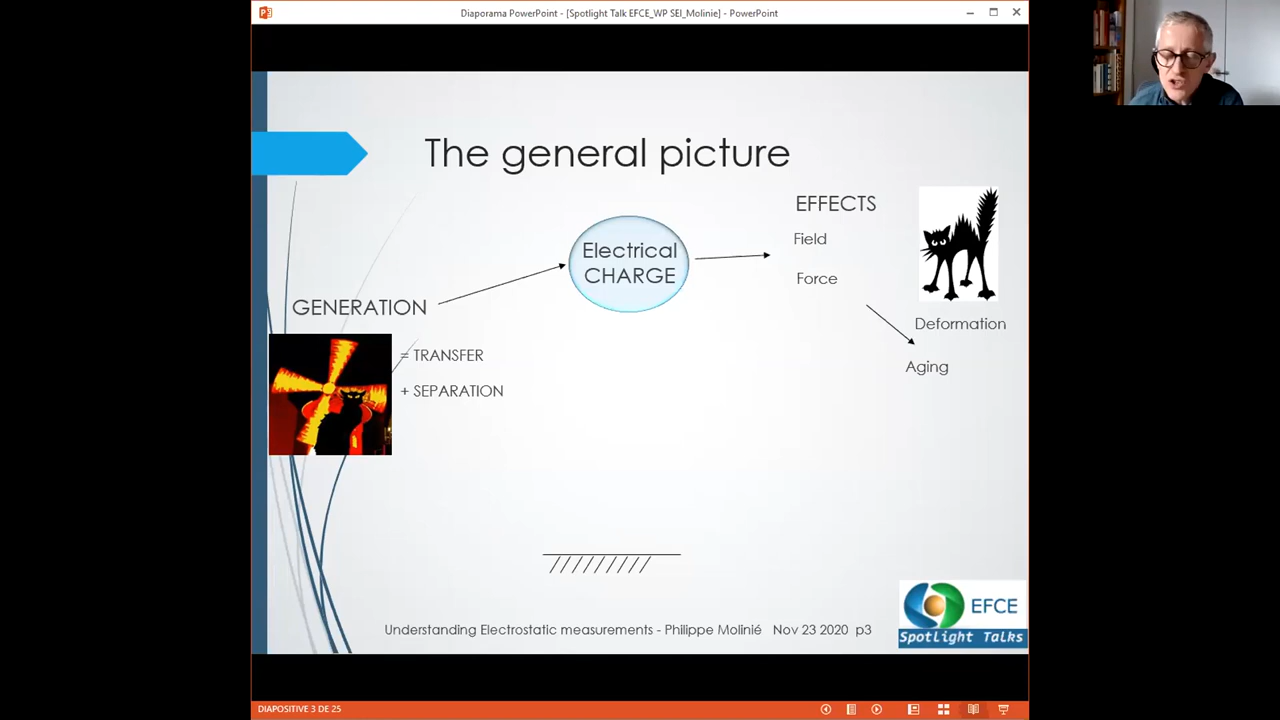 Diaporama PowerPoint - [Spotlight Talk EFCE_WP SEI_Molinie] - PowerPoint
The general picture
EFFECTS
Field
Force
Electrical
CHARGE
GENERATION
= TRANSFER
+ SEPARATION
Deformation
Aging
EFCE
Spotlight Talks
Understanding Electrostatic measurements - Philippe Molinié Nov 23 2020 p3
DIAPOSITIVE 3 DE 25